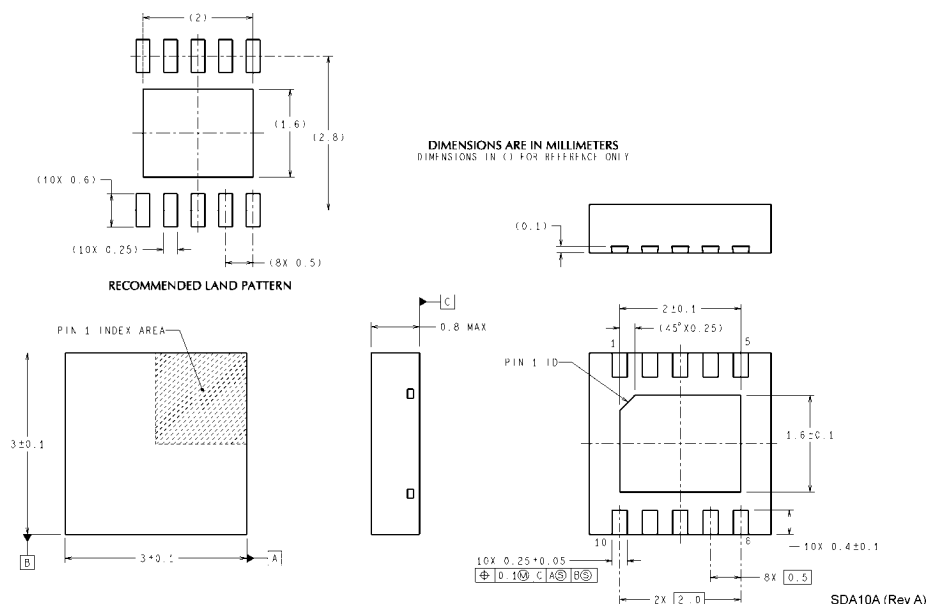 (2)
(1.6)
(2.8)
DIMENSIONS ARE IN MILLIMETERS
DIMENSIONS IN () FOR REFERENCE ONLY
(10X 0.6)
(0.1)
(10X 0.25)
(8X 0.5)
RECOMMENDED LAND PATTERN
C
2±0.1
PIN 1 INDEX AREA
0.8 MAX
(45°X0.25)
1
5
PIN 1 ID
3±0.1
1.6±0.1
B
3±0.1
A
10
6
10X 0.4±0.1
10X 0.25±0.05
⌖ 0.1Ⓜ C AⓈ BⓈ
8X 0.5
2X 2.0
SDA10A (Rev A)